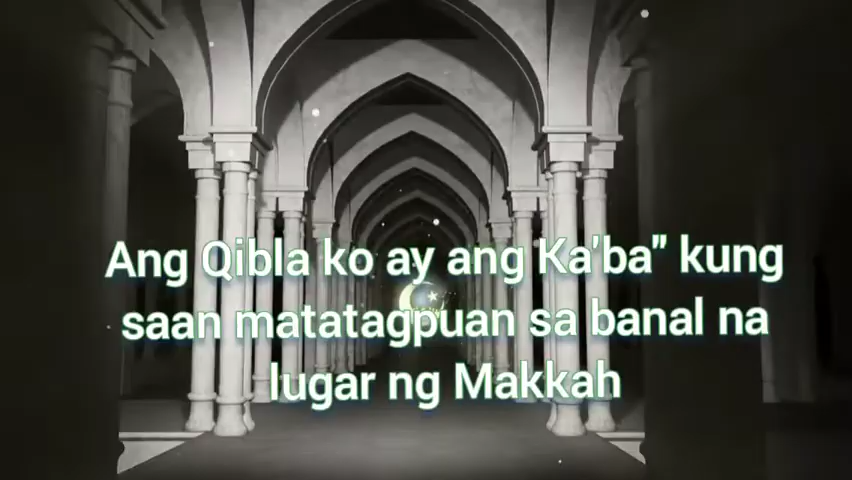 Ang Qibla ko ay ang Ka'ba" kung
saan matatagpuan sa banal na
lugar ng Makkah